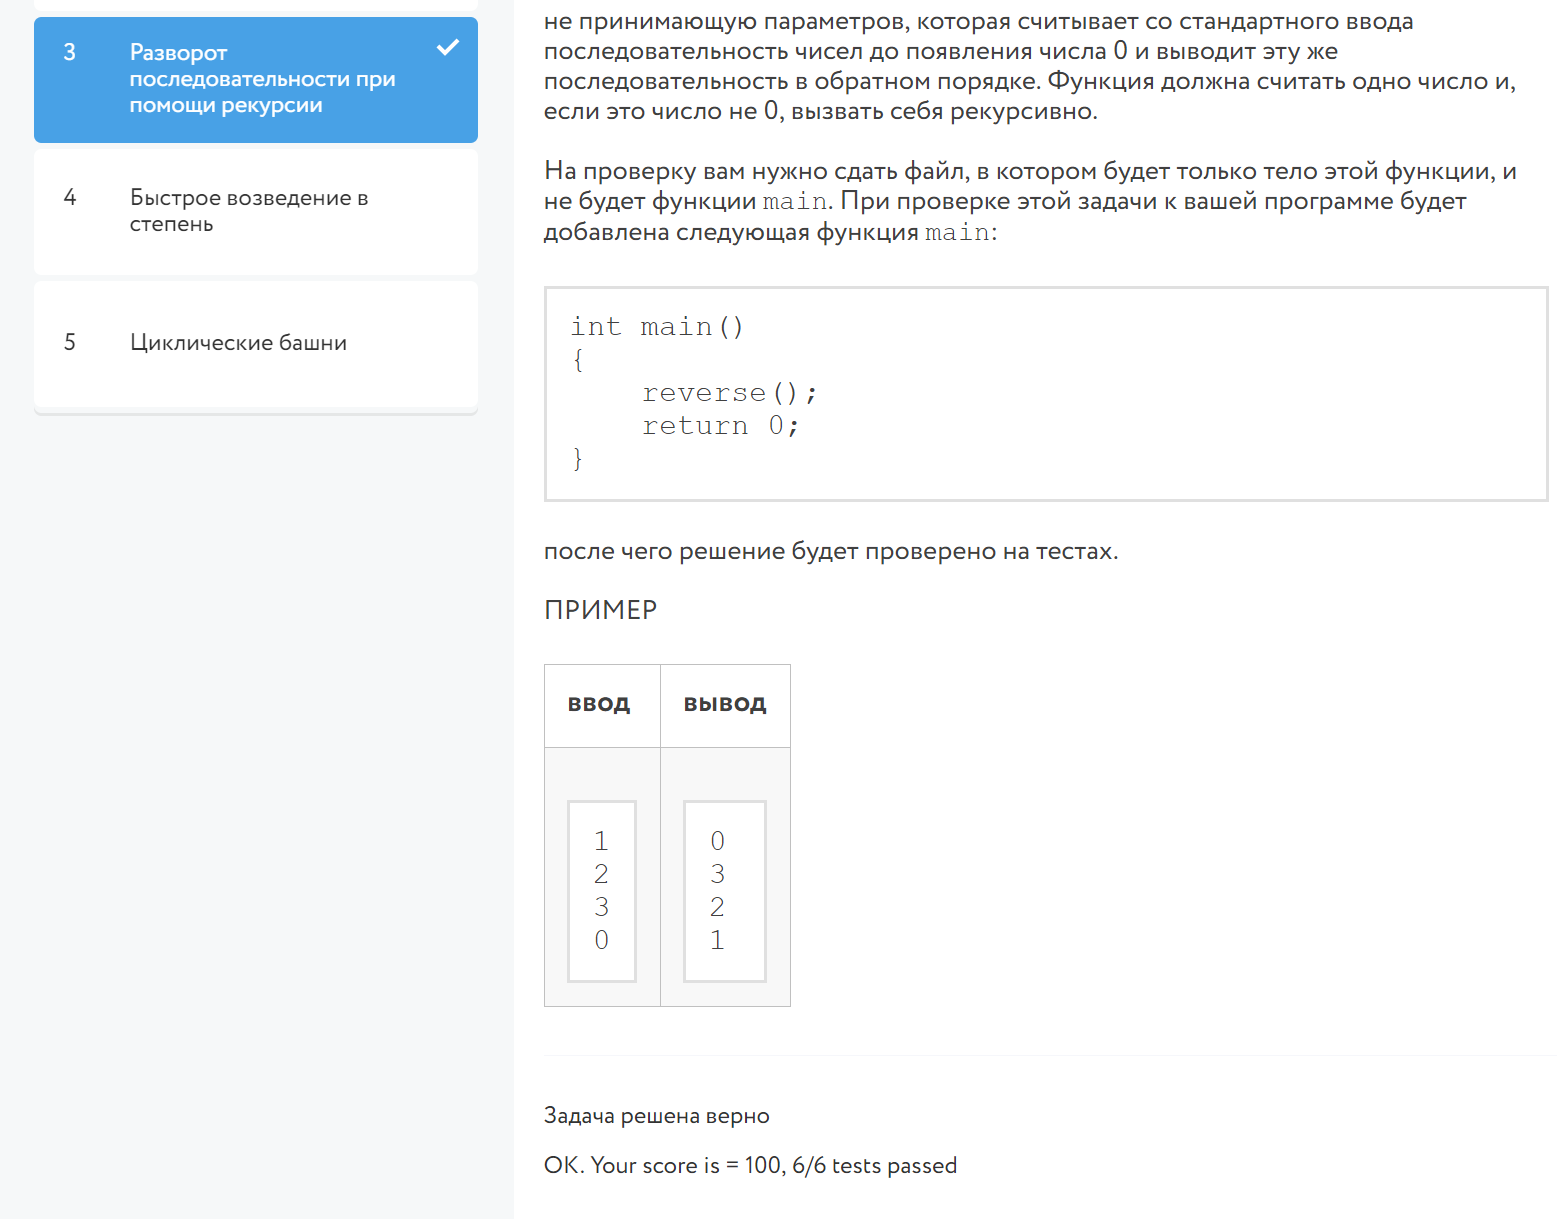 3 Разворот
последовательности при
помощи рекурсии
4 Быстрое возведение в
степень
5 Циклические башни
не принимающую параметров, которая считывает со стандартного ввода
последовательность чисел до появления числа 0 и выводит эту же
последовательность в обратном порядке. Функция должна считать одно число и,
если это число не 0, вызвать себя рекурсивно.
На проверку вам нужно сдать файл, в котором будет только тело этой функции, и
не будет функции main. При проверке этой задачи к вашей программе будет
добавлена следующая функция main:
int main()
{
    reverse();
    return 0;
}
после чего решение будет проверено на тестах.
ПРИМЕР
ВВОД ВЫВОД
1 0
2 3
3 2
0 1
Задача решена верно
OK. Your score is = 100, 6/6 tests passed